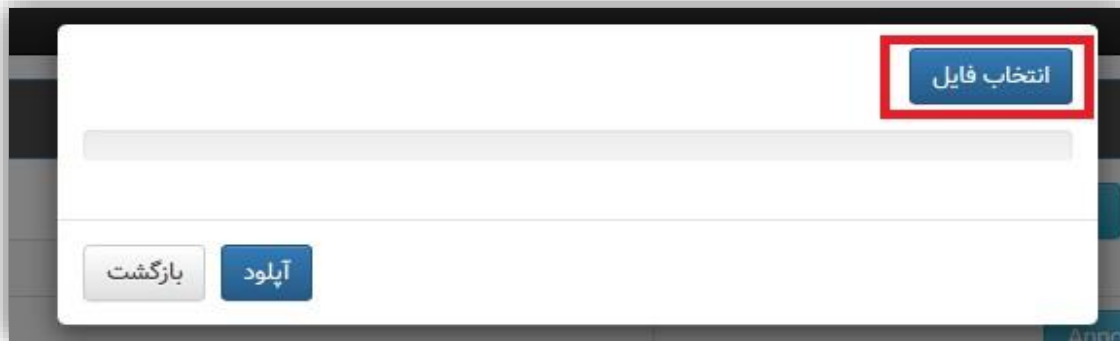 انتخاب فایل
آپلود
بازگشت